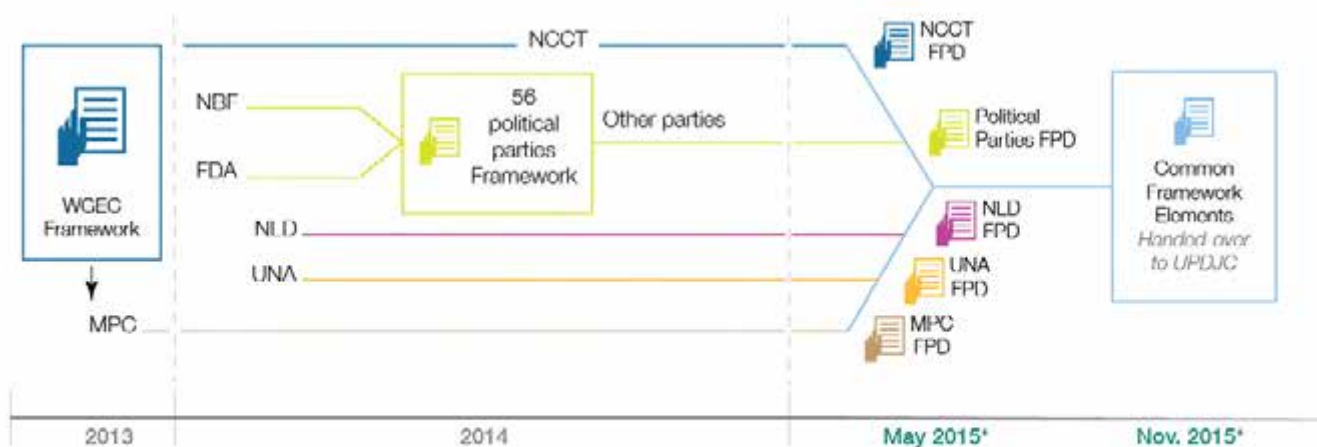 WGEC
Framework
MPC
NCCT
NBF
FDA
56
political
parties
Framework
Other parties
NLD
UNA
NCCT
FPD
Political
Parties FPD
NLD
FPD
UNA
FPD
MPC
FPD
Common
Framework
Elements
Handed over
to UPDJC
2013
2014
May 2015*
Nov. 2015*